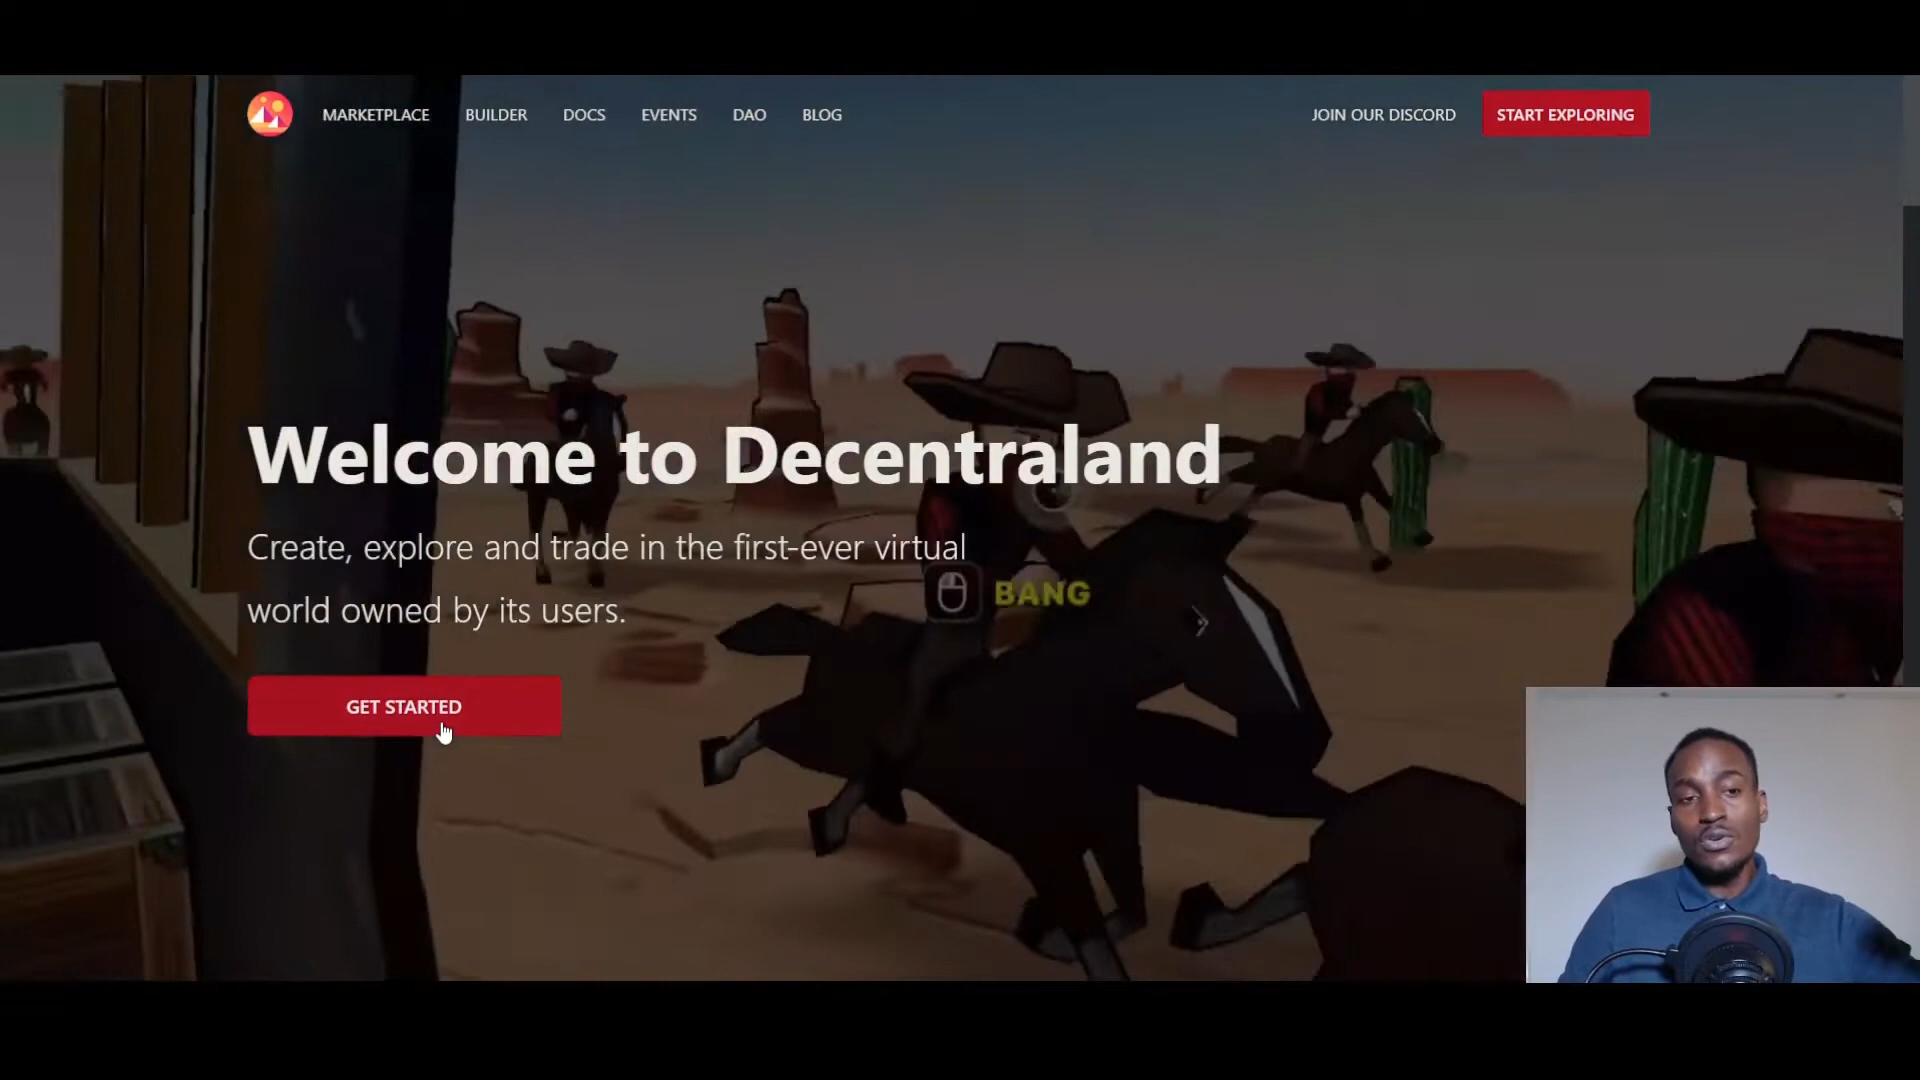 MARKETPLACE BUILDER DOCS EVENTS DAO BLOG JOIN OUR DISCORD START EXPLORING
Welcome to Decentraland
Create, explore and trade in the first-ever virtual
BANG
world owned by its users.
GET STARTED